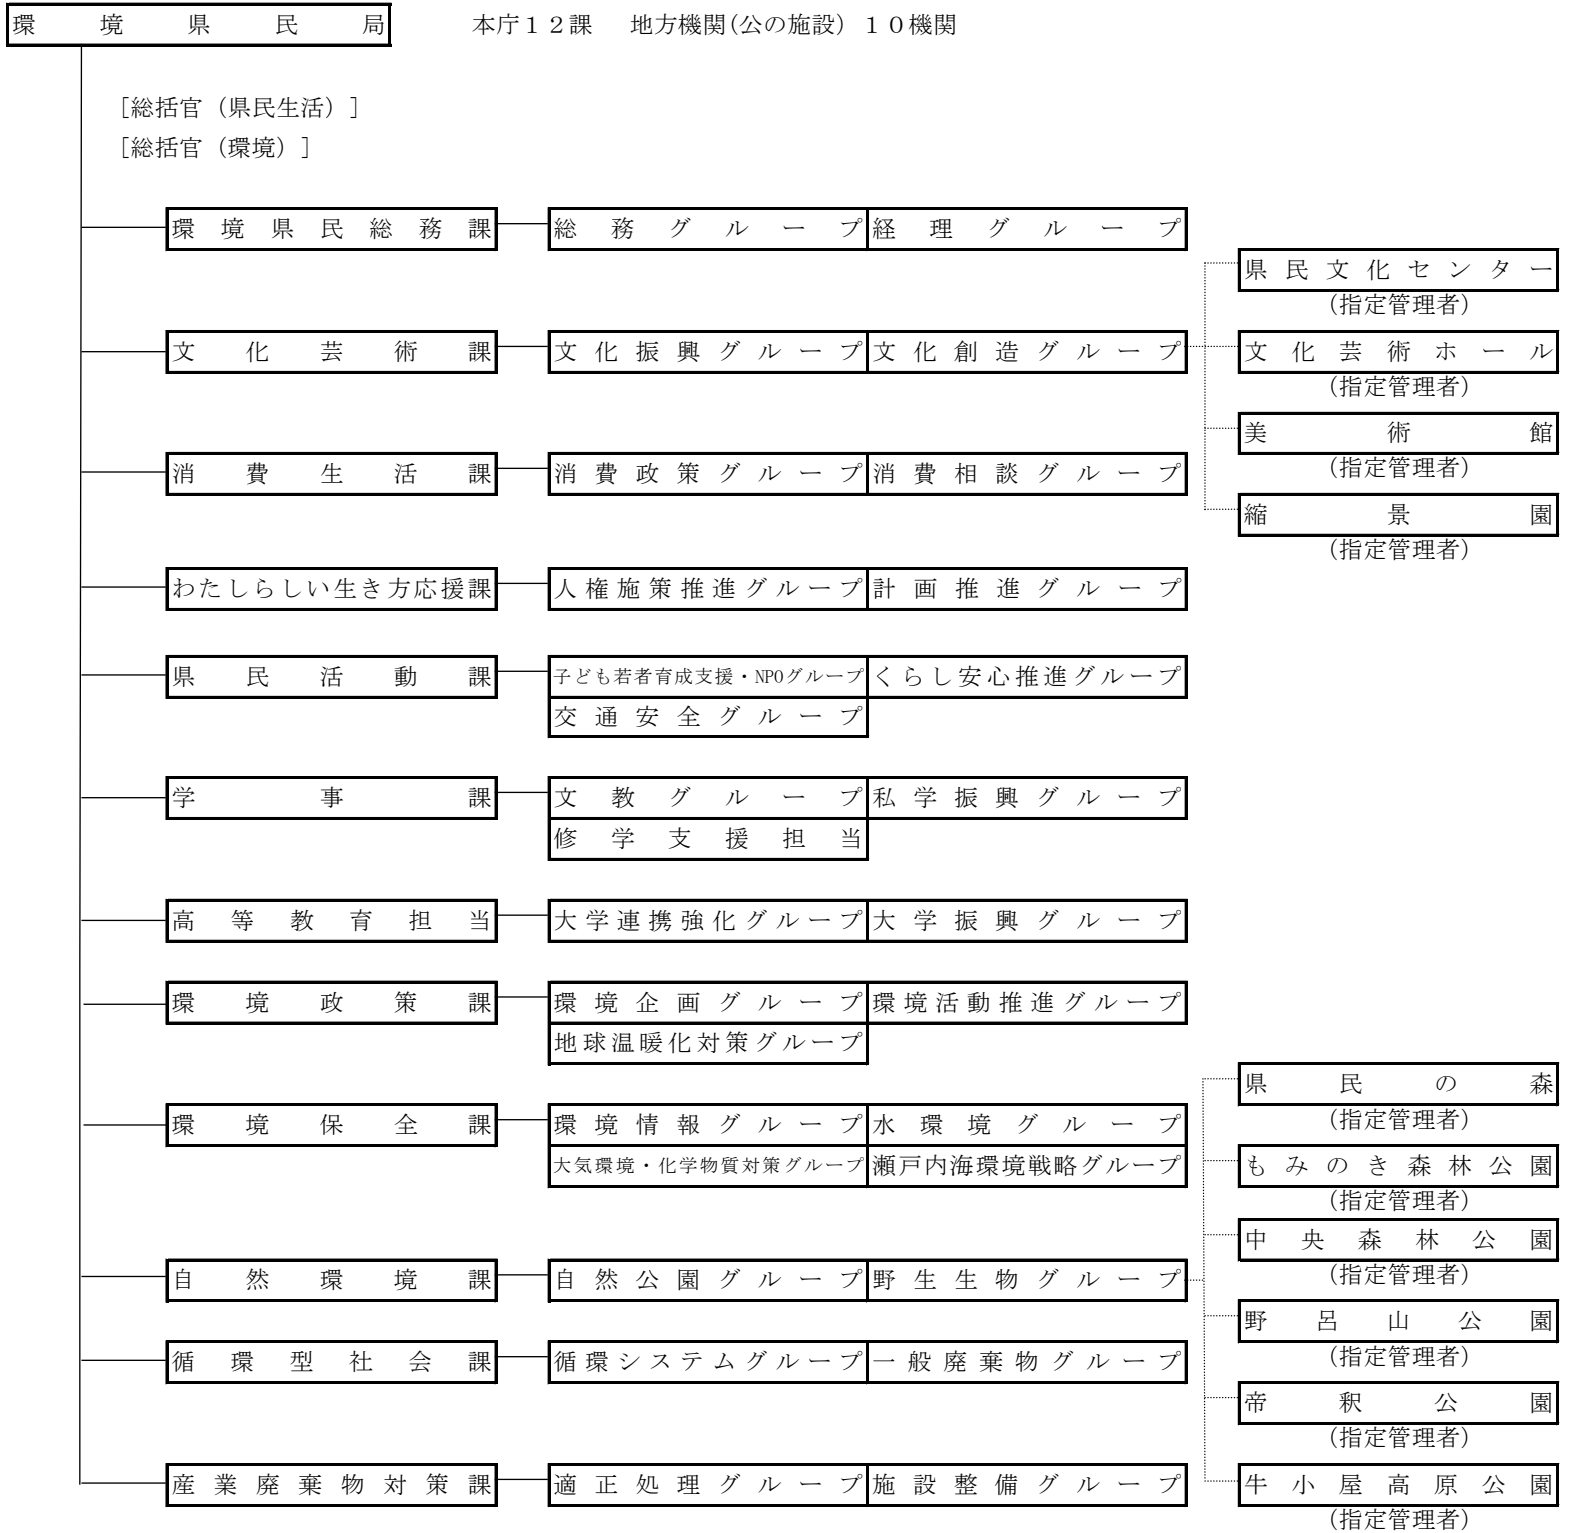 環境県民局 本庁１２課 地方機関(公の施設) １０機関
［総括官（県民生活）］
［総括官（環境）］
環境県民総務課 総務グループ 経理グループ
県民文化センター
（指定管理者）
文化芸術課 文化振興グループ 文化創造グループ 文化芸術ホール
（指定管理者）
美術館
（指定管理者）
消費生活課 消費政策グループ 消費相談グループ
縮景園
（指定管理者）
わたしらしい生き方応援課 人権施策推進グループ 計画推進グループ
県民活動課 子ども若者育成支援・NPOグループ くらし安心推進グループ
交通安全グループ
学事課 文教グループ 私学振興グループ
修学支援担当
高等教育担当 大学連携強化グループ 大学振興グループ
環境政策課 環境企画グループ 環境活動推進グループ
地球温暖化対策グループ
県民の森
（指定管理者）
環境保全課 環境情報グループ 水環境グループ
大気環境・化学物質対策グループ 瀬戸内海環境戦略グループ もみのき森林公園
（指定管理者）
中央森林公園
（指定管理者）
自然環境課 自然公園グループ 野生生物グループ
野呂山公園
（指定管理者）
循環型社会課 循環システムグループ 一般廃棄物グループ
帝釈公園
（指定管理者）
産業廃棄物対策課 適正処理グループ 施設整備グループ 牛小屋高原公園
（指定管理者）